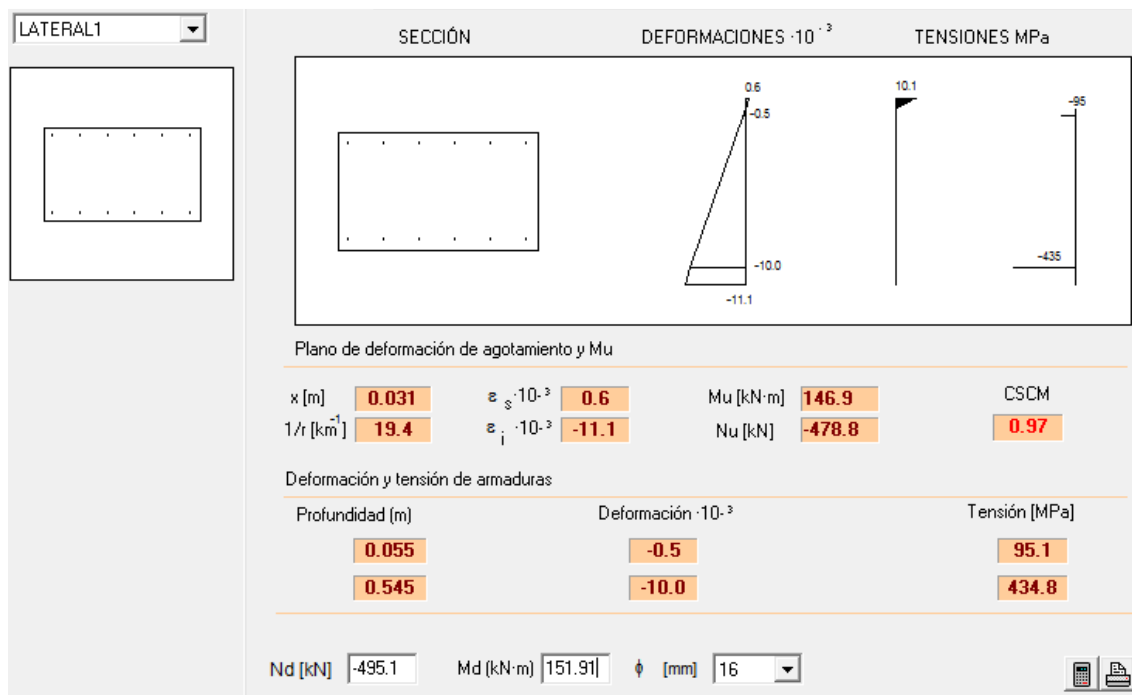 LATERAL1
SECCIÓN DEFORMACIONES ·10⁻³ TENSIONES MPa
0.6
-0.5
-10.0
-11.1
10.1
-95
-435
Plano de deformación de agotamiento y Mu
x [m] 0.031 ε s ·10-³ 0.6 Mu [kN·m] 146.9 CSCM
1/r [km⁻¹] 19.4 ε i ·10-³ -11.1 Nu [kN] -478.8 0.97
Deformación y tensión de armaduras
Profundidad (m) Deformación ·10-³ Tensión [MPa]
0.055 -0.5 95.1
0.545 -10.0 434.8
Nd [kN] -495.1 Md (kN·m) 151.91 ϕ [mm] 16